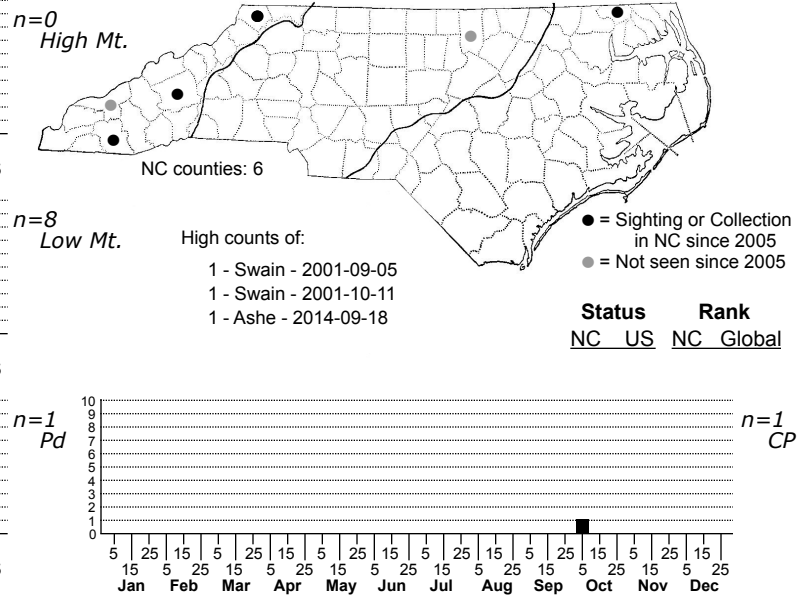 n=0
High Mt.
NC counties: 6
n=8
Low Mt.
High counts of:
1 - Swain - 2001-09-05
1 - Swain - 2001-10-11
1 - Ashe - 2014-09-18
= Sighting or Collection
in NC since 2005
= Not seen since 2005
Status Rank
NC US NC Global
n=1
Pd
10
9
8
7
6
5
4
3
2
1
0
n=1
CP
5 25 15 5 25 15 5 25 15 5 25 15 5 25 15 5 25 15
15 5 25 15 5 25 15 5 25 15 5 25 15 5 25 15 5 25
Jan Feb Mar Apr May Jun Jul Aug Sep Oct Nov Dec